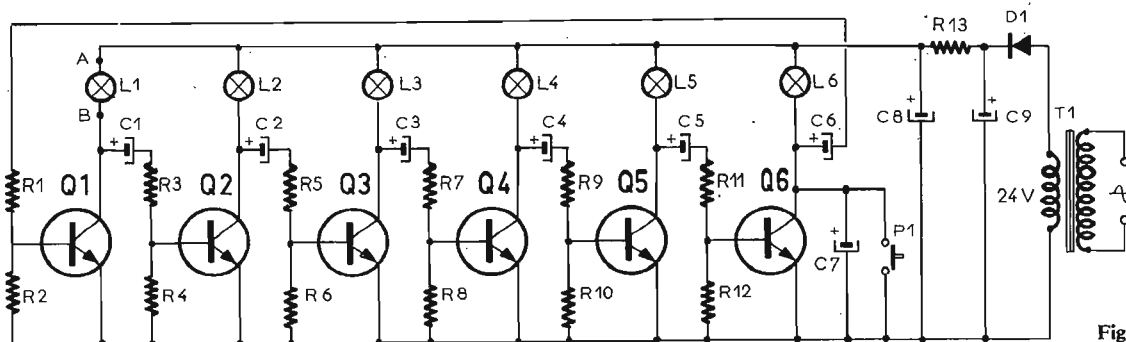 R13
D1
A
L1
L2
L3
L4
L5
L6
B
C1
C2
C3
C4
C5
C6
C8
C9
T1
+
+
+
+
+
+
+
+
R1
Q1
R3
Q2
R5
Q3
R7
Q4
R9
Q5
R11
Q6
24V
+
C7
P1
R2
R4
R6
R8
R10
R12
Fig